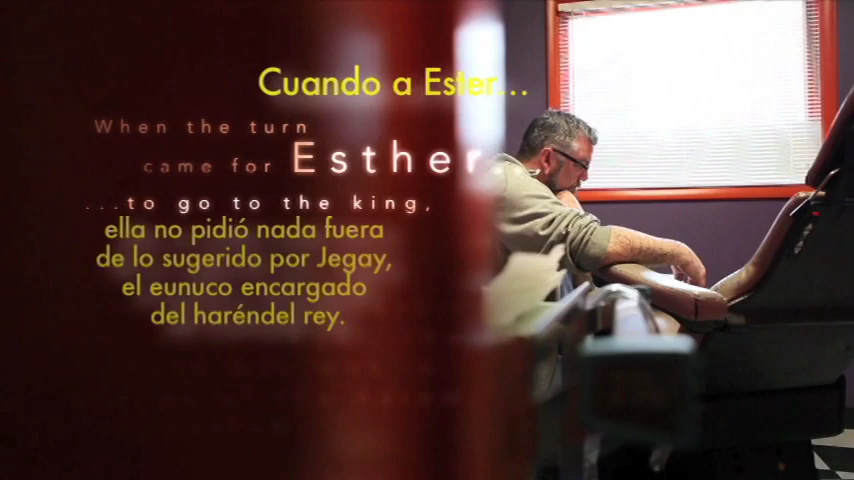 Cuando a Ester...
When the turn
came for Esther.
...to go to the king,
ella no pidió nada fuera
de lo sugerido por Jegay,
el eunuco encargado
del haréndel rey.